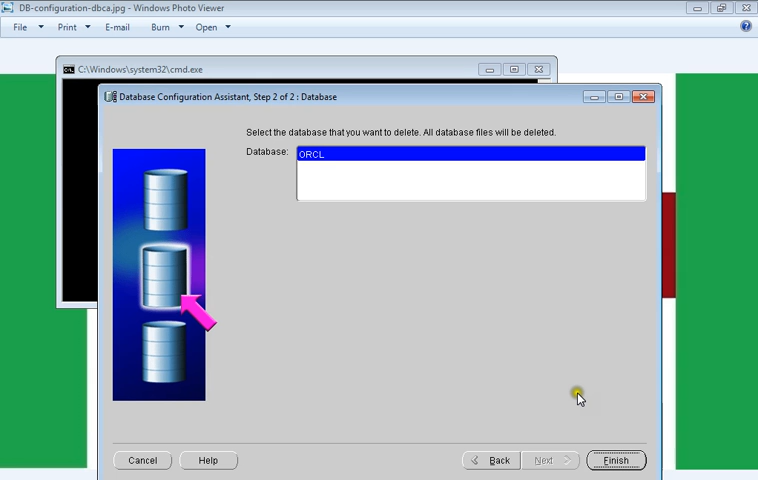 DB-configuration-dbca.jpg - Windows Photo Viewer
File Print E-mail Burn Open
C:\Windows\system32\cmd.exe
Database Configuration Assistant, Step 2 of 2 : Database
Select the database that you want to delete. All database files will be deleted.
Database: ORCL
Cancel Help Back Next Finish